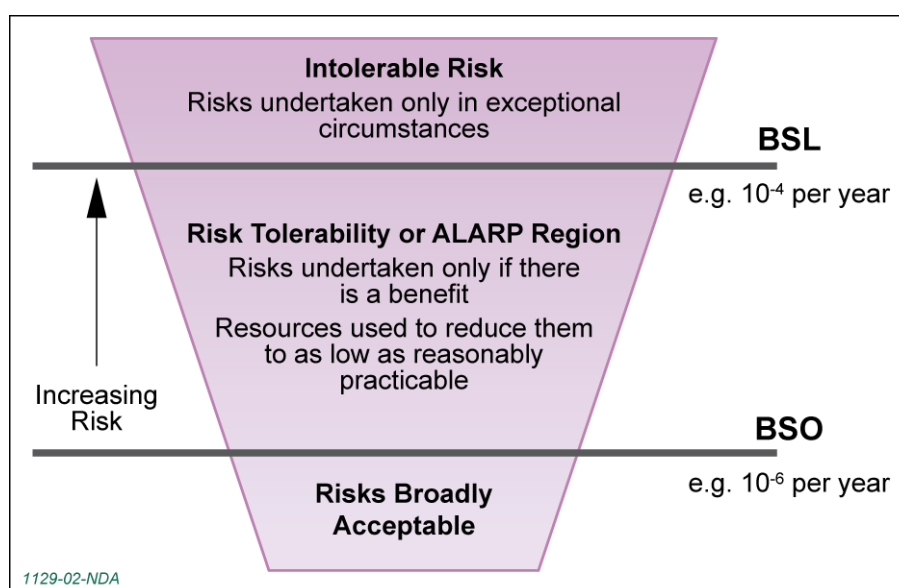 Intolerable Risk
Risks undertaken only in exceptional
circumstances
BSL
e.g. 10⁻⁴ per year
Risk Tolerability or ALARP Region
Risks undertaken only if there
is a benefit
Resources used to reduce them
to as low as reasonably
practicable
Increasing
Risk
BSO
e.g. 10⁻⁶ per year
Risks Broadly
Acceptable
1129-02-NDA